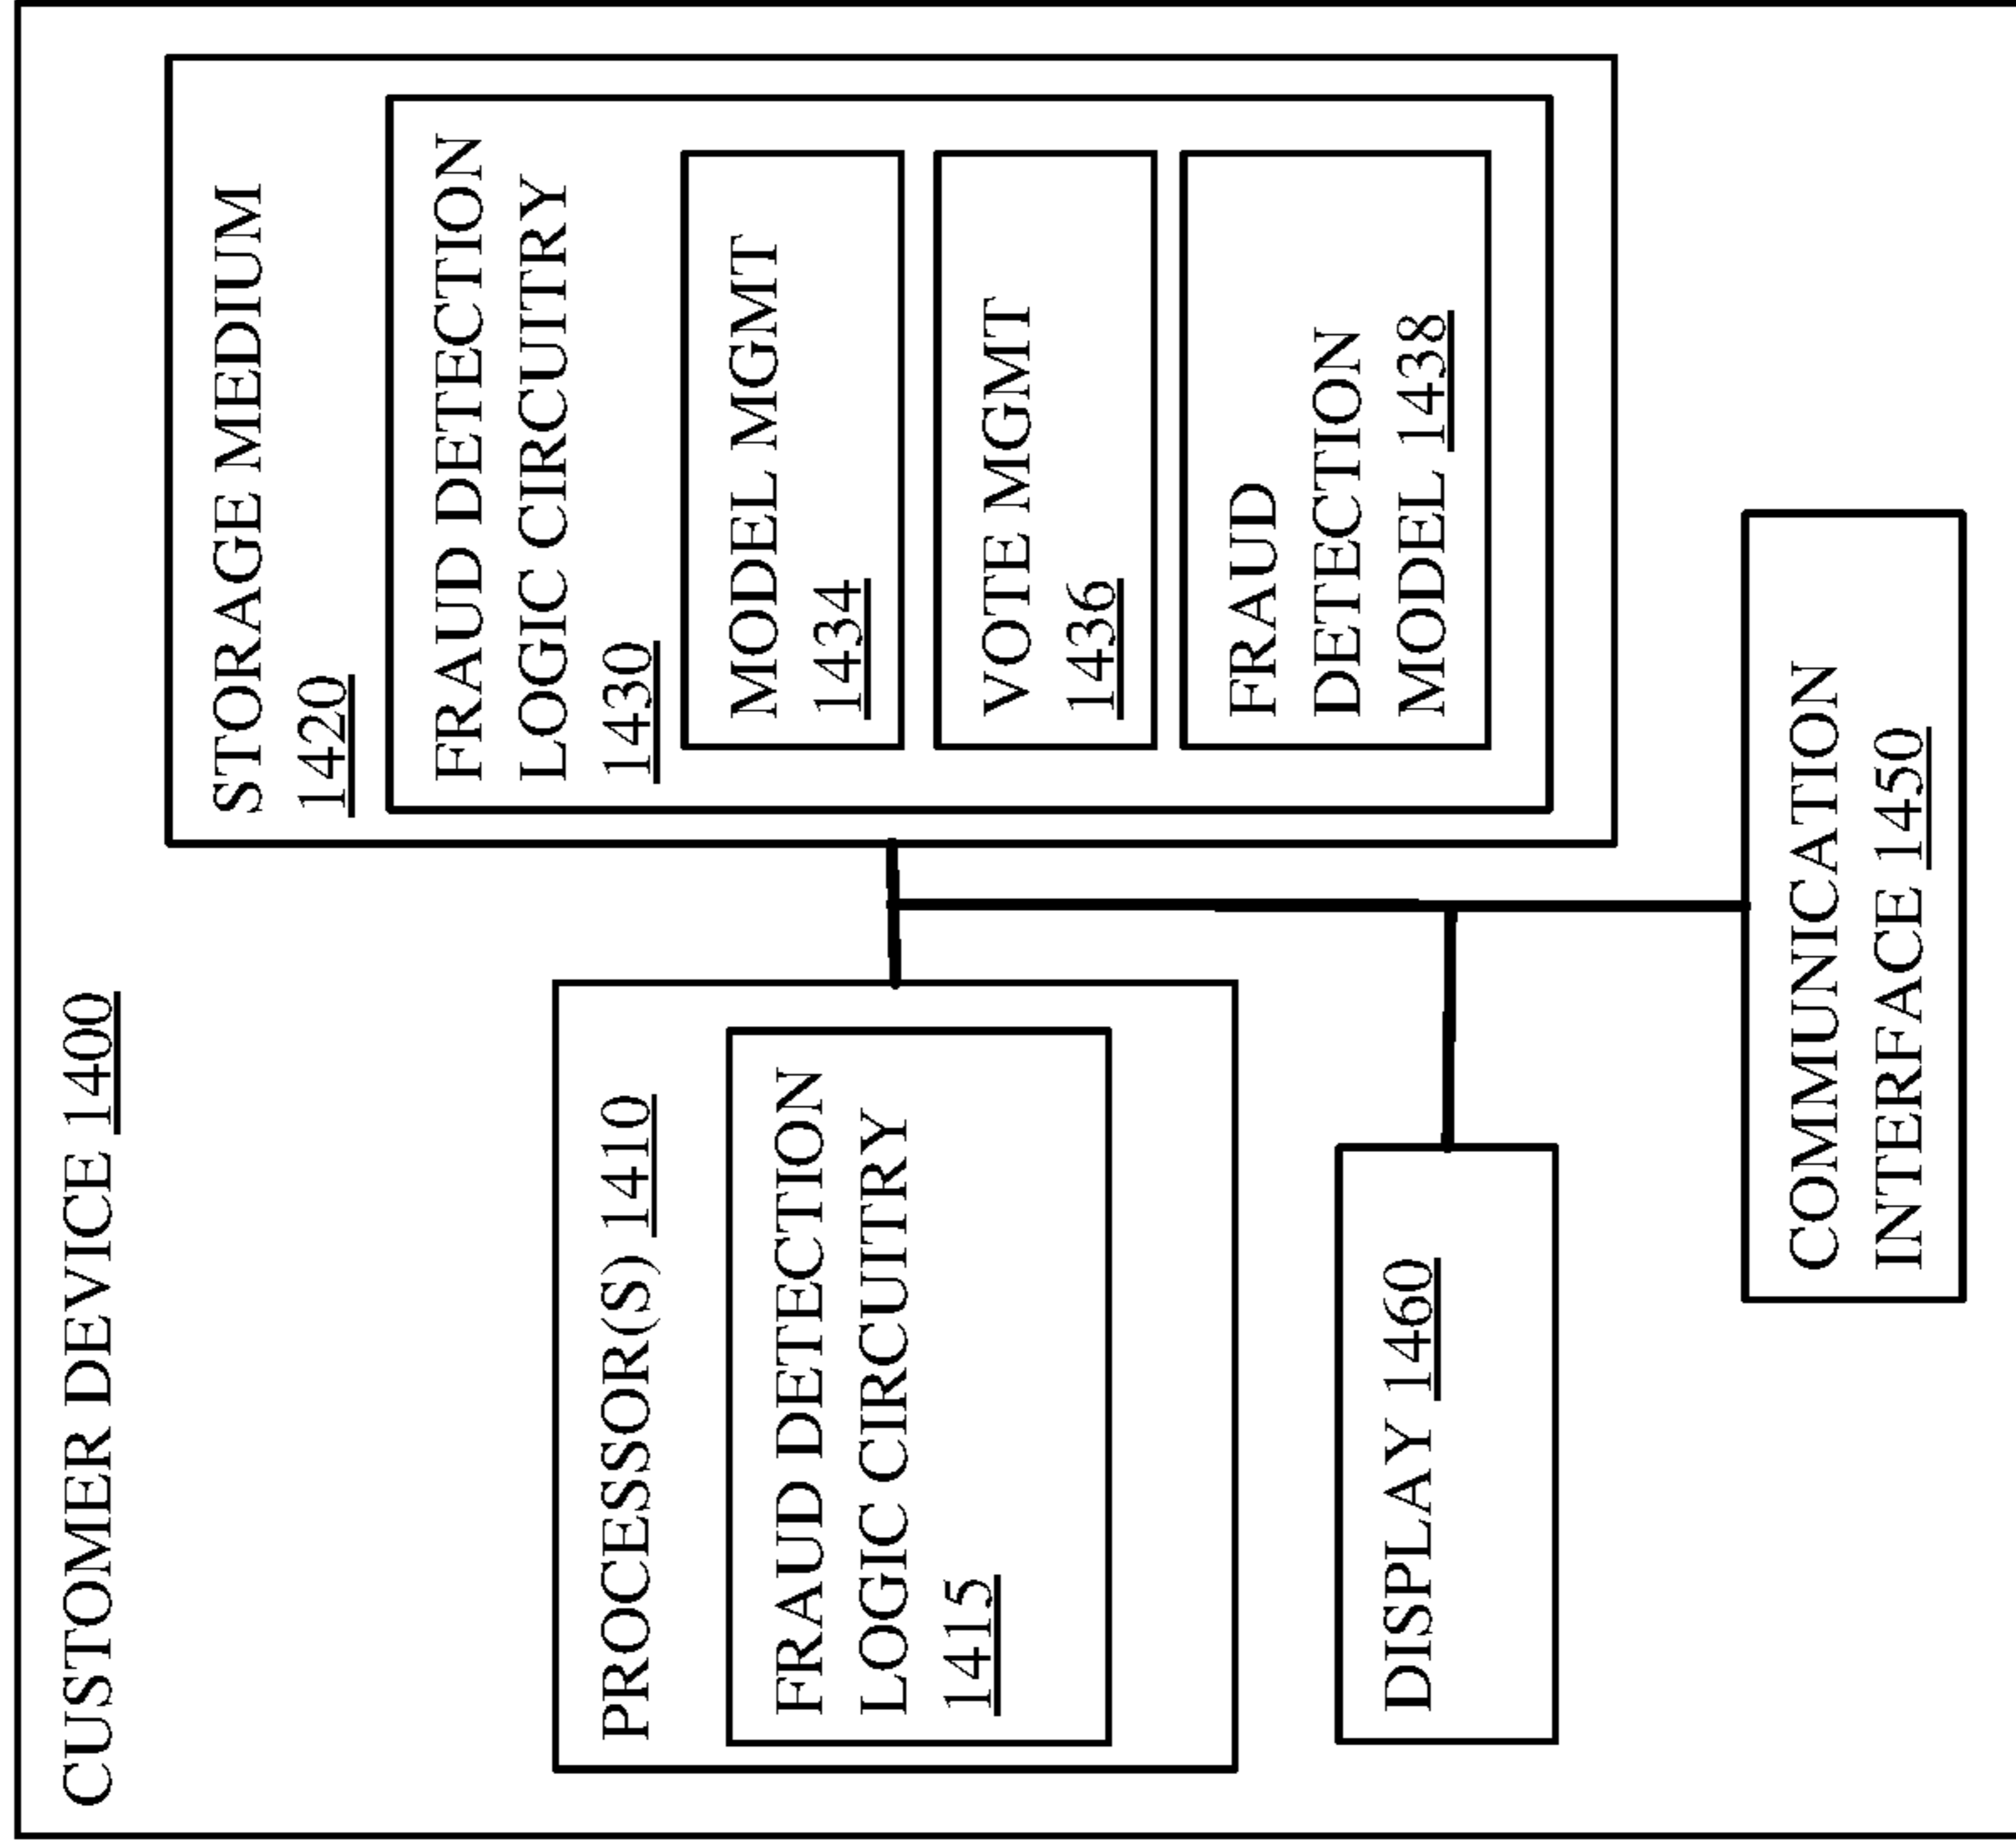 CUSTOMER DEVICE 1400
PROCESSOR(S) 1410
FRAUD DETECTION
LOGIC CIRCUITRY
1415
DISPLAY 1460
STORAGE MEDIUM
1420
FRAUD DETECTION
LOGIC CIRCUITRY
1430
MODEL MGMT
1434
VOTE MGMT
1436
FRAUD
DETECTION
MODEL 1438
COMMUNICATION
INTERFACE 1450